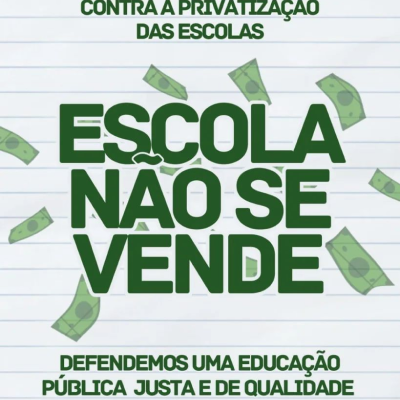 CONTRA A PRIVATIZAÇÃO
DAS ESCOLAS
ESCOLA
NÃO SE
VENDE
DEFENDEMOS UMA EDUCAÇÃO
PÚBLICA JUSTA E DE QUALIDADE